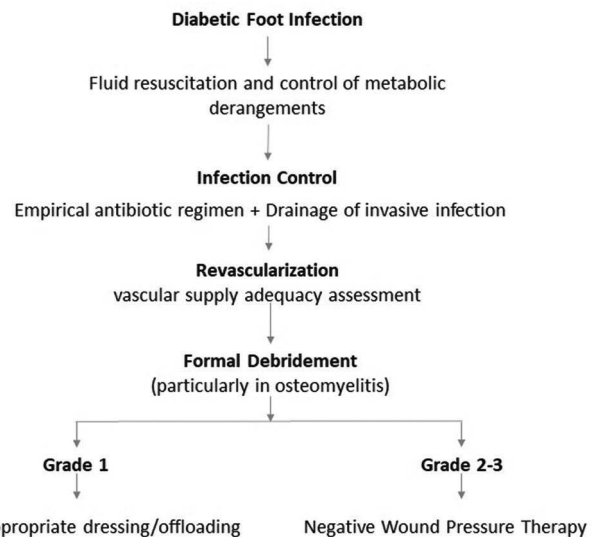 Diabetic Foot Infection
Fluid resuscitation and control of metabolic
derangements
Infection Control
Empirical antibiotic regimen + Drainage of invasive infection
Revascularization
vascular supply adequacy assessment
Formal Debridement
(particularly in osteomyelitis)
Grade 1
Grade 2-3
propriate dressing/offloading
Negative Wound Pressure Therapy